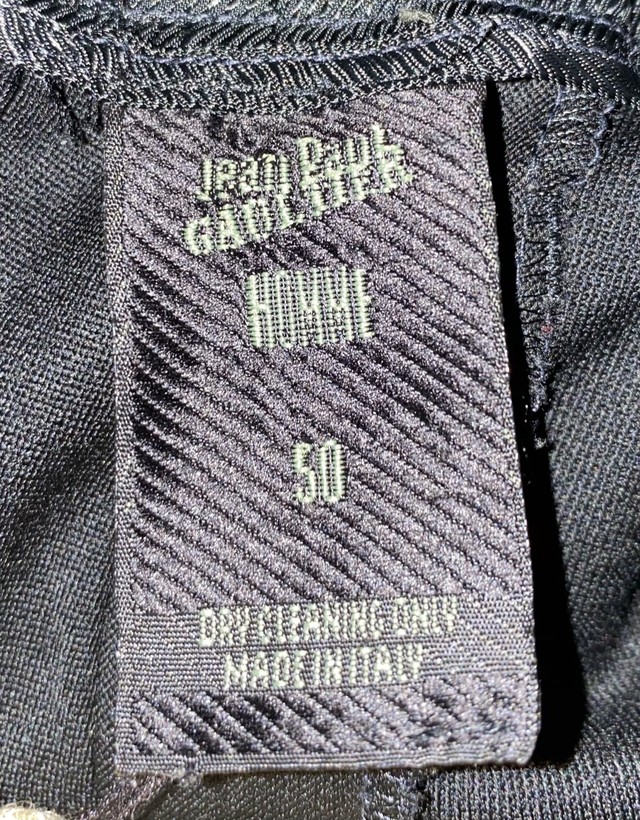 Jean Paul
GAULTIER
HOMME
50
DRY CLEANING ONLY
MADE IN ITALY